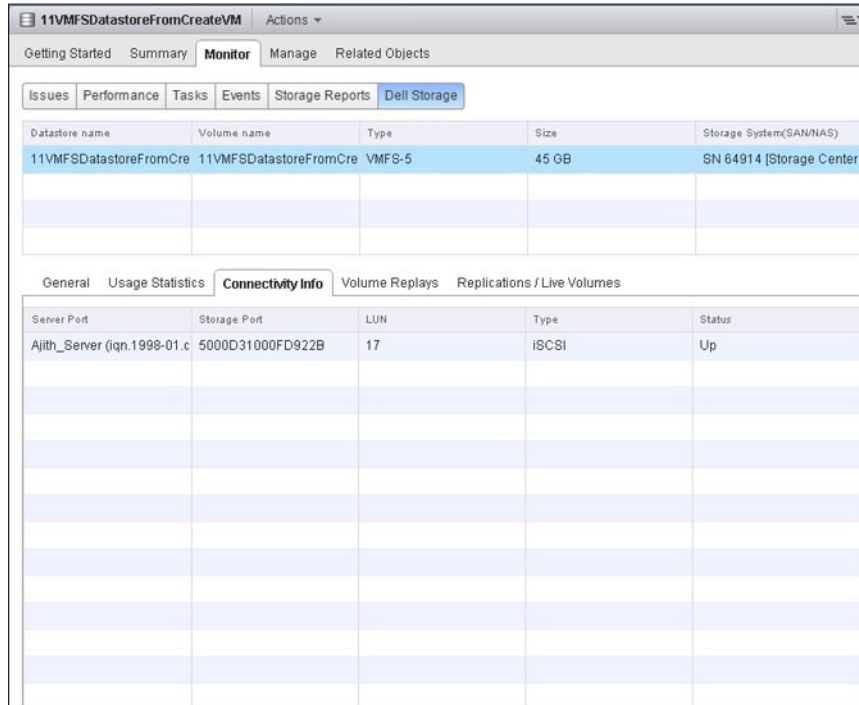 11VMFSDatastoreFromCreateVM Actions
Getting Started Summary Monitor Manage Related Objects
Issues Performance Tasks Events Storage Reports Dell Storage
Datastore name Volume name Type Size Storage System(SAN/NAS)
11VMFSDatastoreFromCre 11VMFSDatastoreFromCre VMFS-5 45 GB SN 64914 [Storage Center
General Usage Statistics Connectivity Info Volume Replays Replications / Live Volumes
Server Port Storage Port LUN Type Status
Ajith_Server (iqn.1998-01.c 5000D31000FD922B 17 iSCSI Up